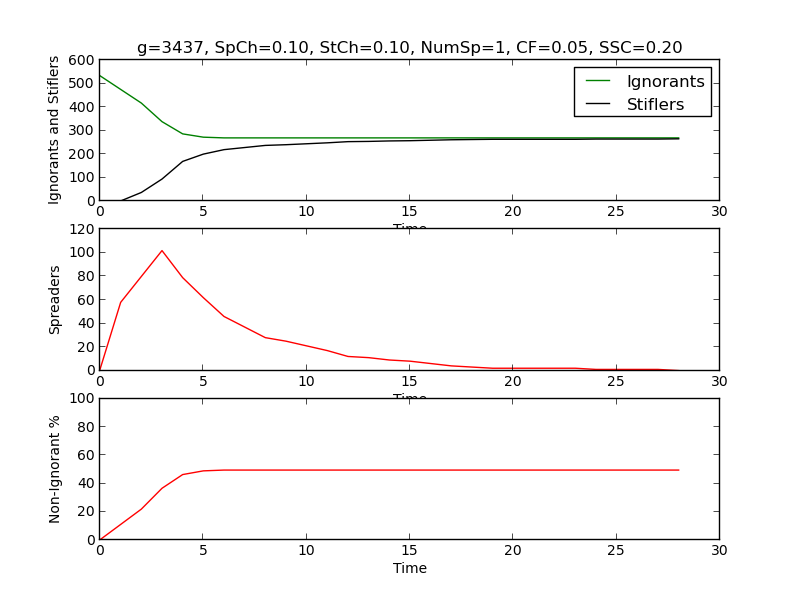 g=3437, SpCh=0.10, StCh=0.10, NumSp=1, CF=0.05, SSC=0.20
Ignorants and Stiflers
600
500
400
300
200
100
0
Ignorants
Stiflers
0 5 10 15 20 25 30
Time
Spreaders
120
100
80
60
40
20
0
0 5 10 15 20 25 30
Time
Non-Ignorant %
100
80
60
40
20
0
0 5 10 15 20 25 30
Time